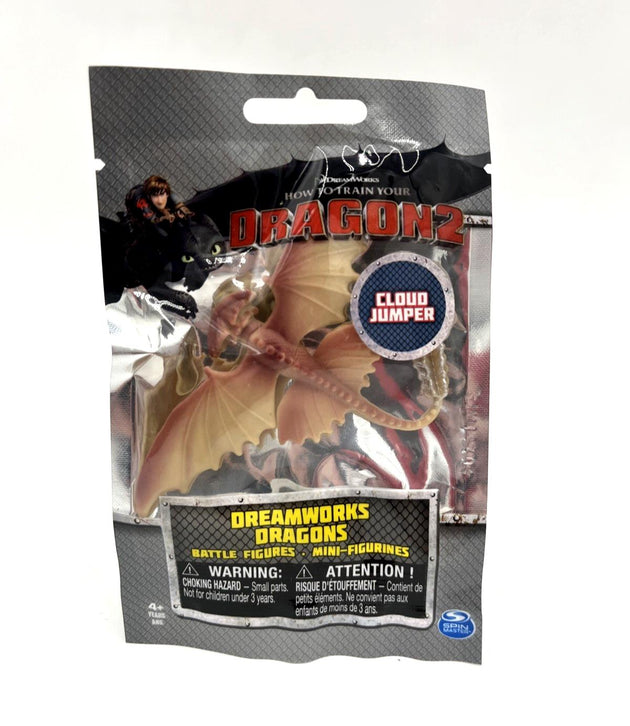 DREAMWORKS
HOW TO TRAIN YOUR
DRAGON 2
CLOUD
JUMPER
DREAMWORKS
DRAGONS
BATTLE FIGURES • MINI-FIGURINES
WARNING:
CHOKING HAZARD – Small parts.
Not for children under 3 years.
ATTENTION !
RISQUE D'ÉTOUFFEMENT – Contient de
petits éléments. Ne convient pas aux
enfants de moins de 3 ans.
4+
YEARS
ANS
SPIN
MASTER